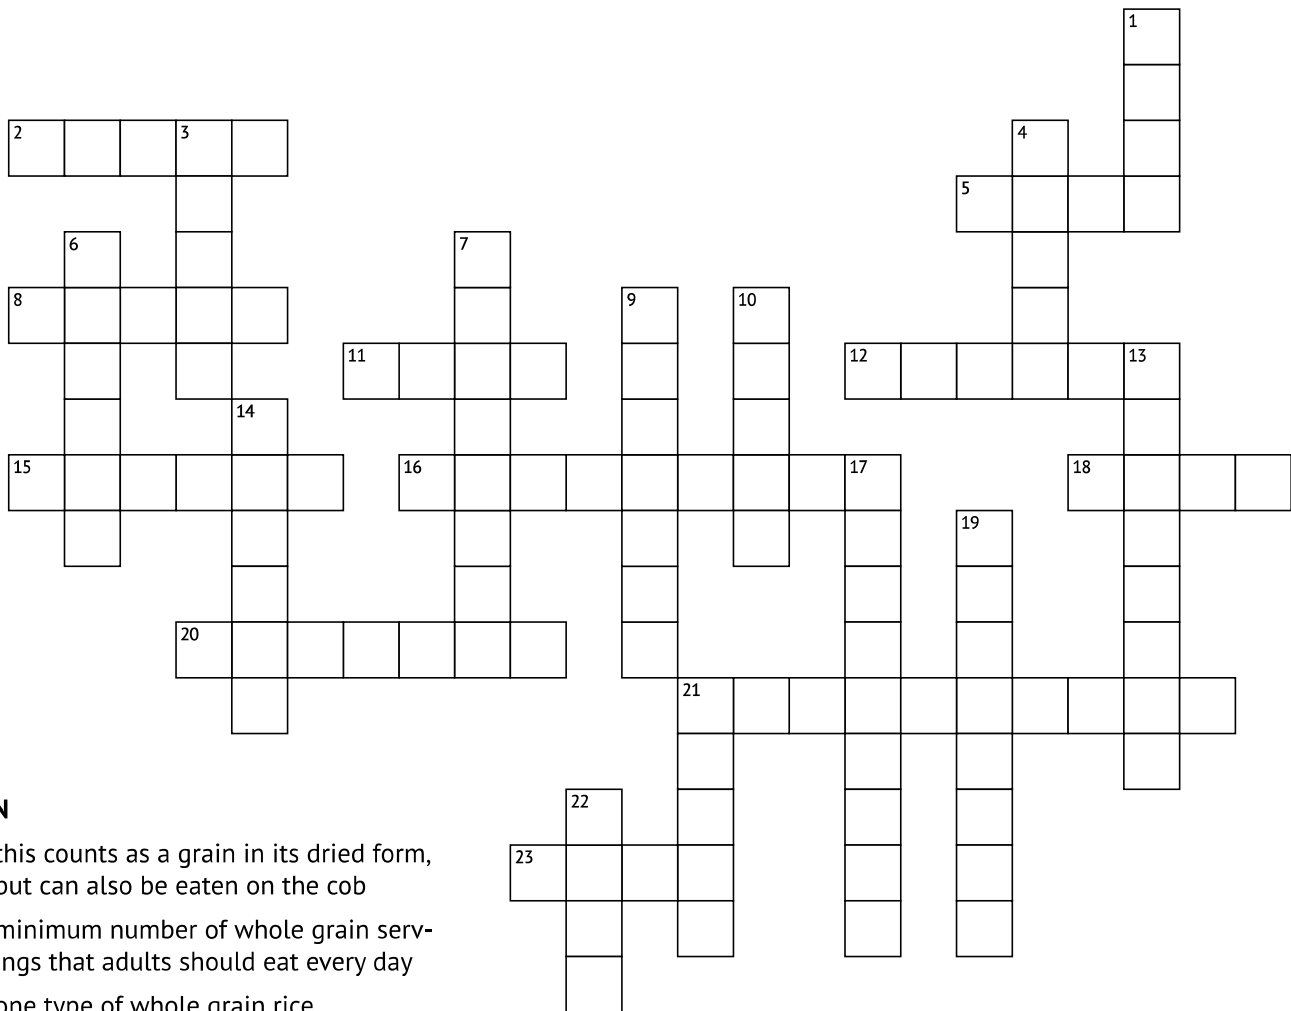 1
2 3 4
5
6 7
8 9 10
11 12 13
14
15 16 17 18
19
20
21
N
22
this counts as a grain in its dried form,
23
but can also be eaten on the cob
minimum number of whole grain serv-
ngs that adults should eat every day
one type of whole grain rice